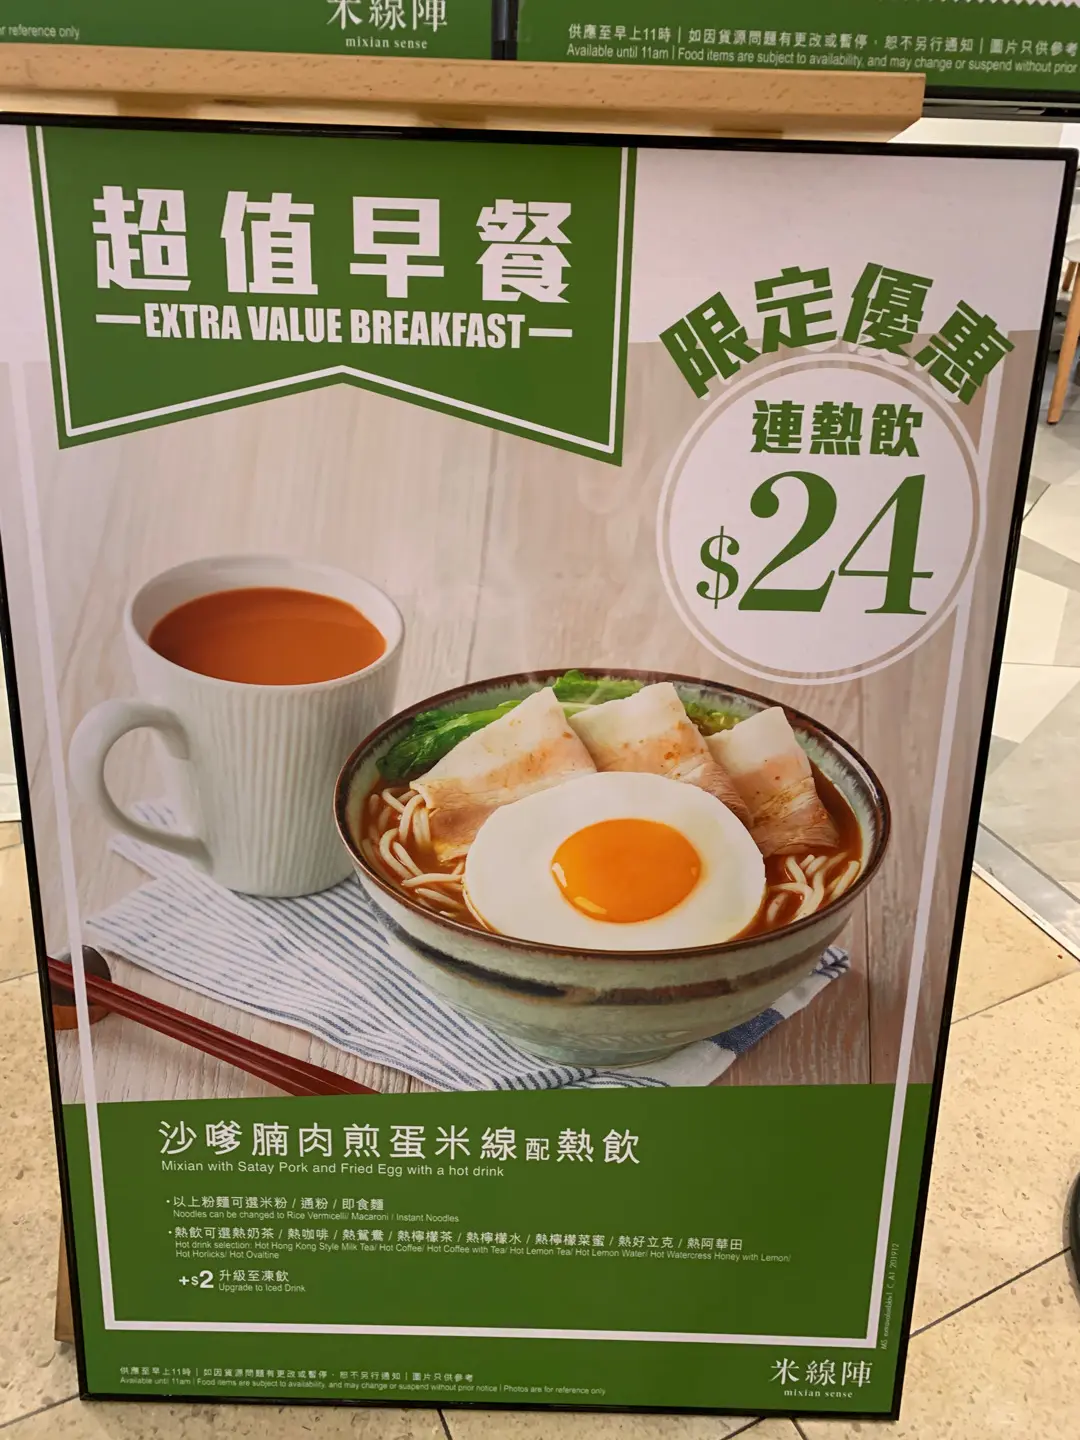 米線陣
mixian sense
r reference only
供應至早上11時 | 如因貨源問題有更改或暫停，恕不另行通知 | 圖片只供參考
Available until 11am | Food items are subject to availability, and may change or suspend without prior
超值早餐
EXTRA VALUE BREAKFAST
限定優惠
連熱飲
$24
沙嗲腩肉煎蛋米線配熱飲
Mixian with Satay Pork and Fried Egg with a hot drink
•以上粉麵可選米粉 / 通粉 / 即食麵
Noodles can be changed to Rice Vermicelli/ Macaroni / Instant Noodles
•熱飲可選熱奶茶 / 熱咖啡 / 熱鴛鴦 / 熱檸檬茶 / 熱檸檬水 / 熱檸檬菜蜜 / 熱好立克 / 熱阿華田
Hot drink selection: Hot Hong Kong Style Milk Tea/ Hot Coffee/ Hot Coffee with Tea/ Hot Lemon Tea/ Hot Lemon Water/ Hot Watercress Honey with Lemon/
Hot Horlicks/ Hot Ovaltine
+$2 升級至凍飲
Upgrade to Iced Drink
供應至早上11時 | 如因貨源問題有更改或暫停，恕不另行通知 | 圖片只供參考
Available until 11am | Food items are subject to availability, and may change or suspend without prior notice | Photos are for reference only
米線陣
mixian sense